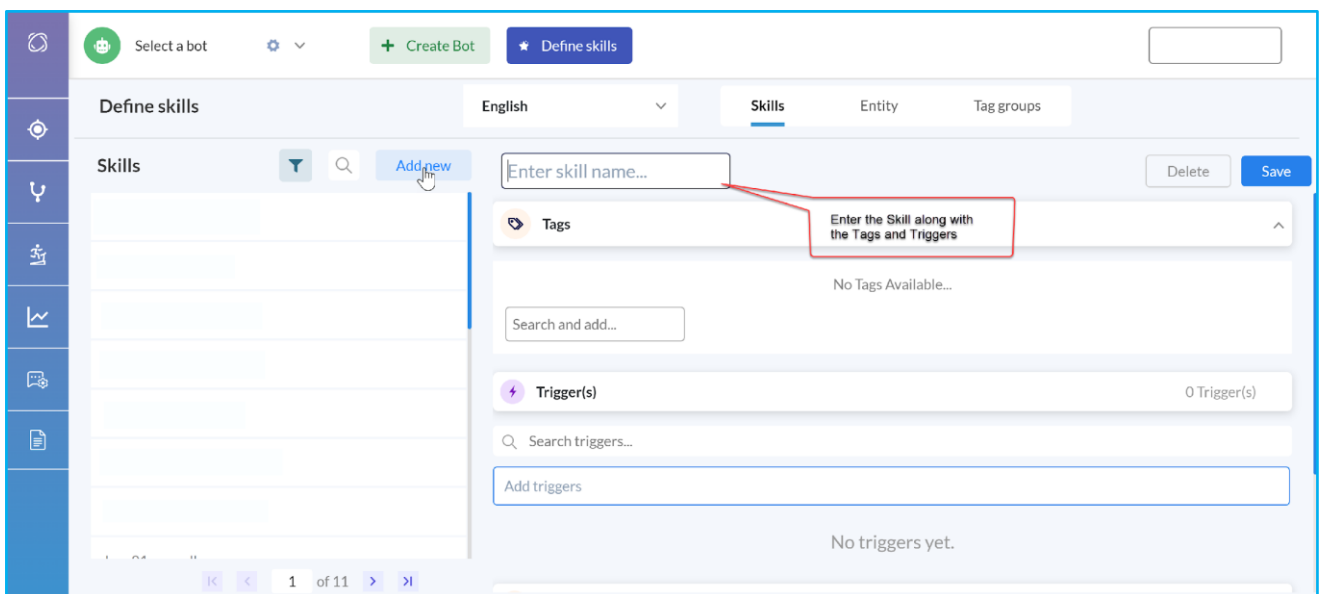 Select a bot
+ Create Bot
Define skills
Define skills
English
Skills
Entity
Tag groups
Skills
Add new
Enter skill name...
Delete
Save
Tags
Enter the Skill along with
the Tags and Triggers
No Tags Available...
Search and add...
Trigger(s)
0 Trigger(s)
Search triggers...
Add triggers
No triggers yet.
1 of 11